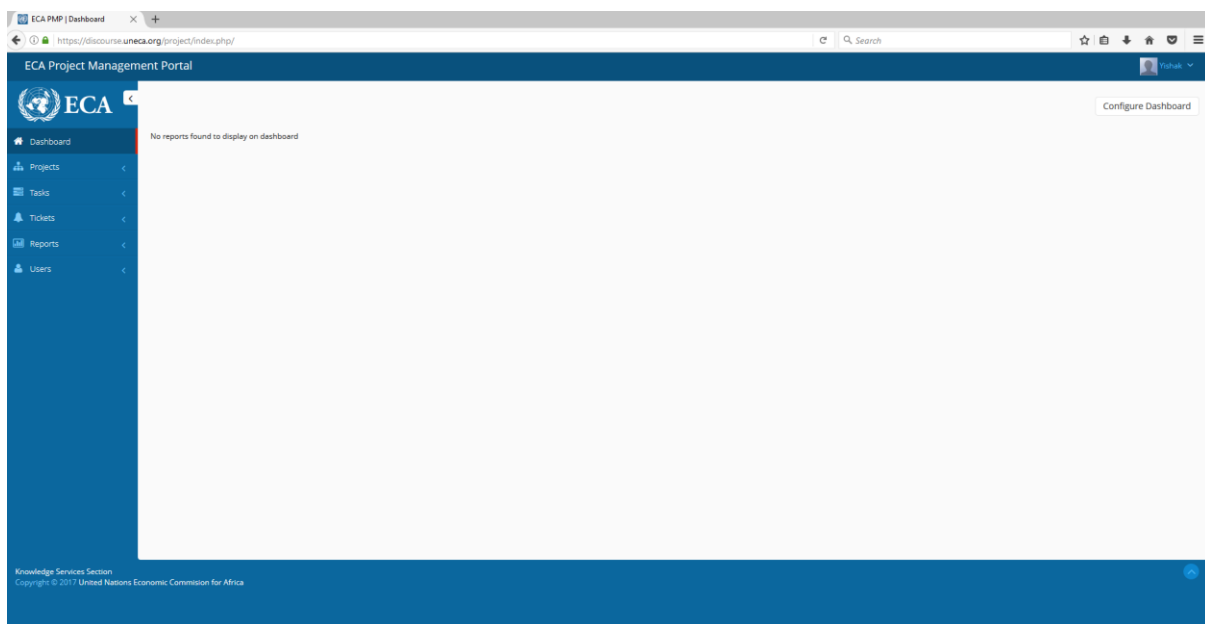 ECA PMP | Dashboard
https://discourse.uneca.org/project/index.php/
Search
ECA Project Management Portal
Yishak
ECA
Configure Dashboard
No reports found to display on dashboard
Dashboard
Projects
Tasks
Tickets
Reports
Users
Knowledge Services Section
Copyright © 2017 United Nations Economic Commision for Africa